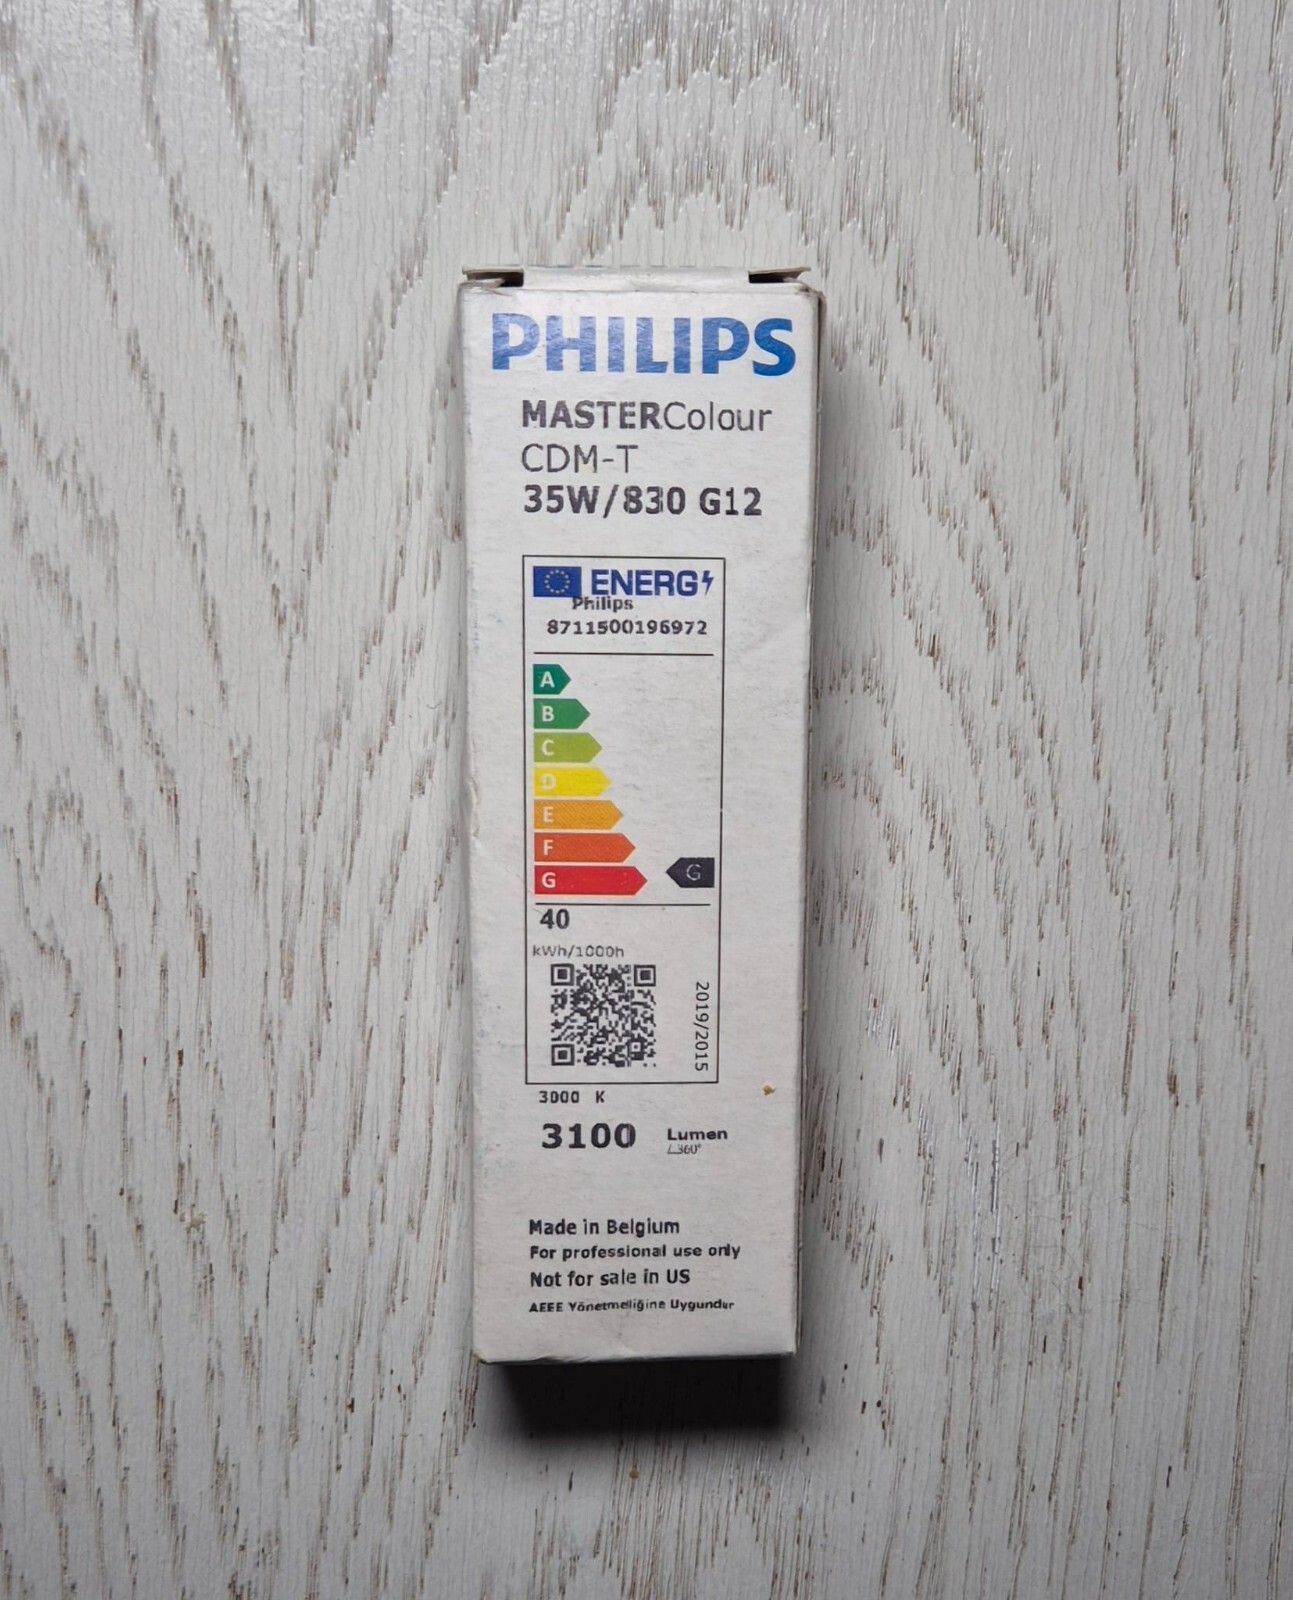 PHILIPS
MASTERColour
CDM-T
35W/830 G12
ENERG
Philips
8711500196972
A
B
C
D
E
F
G
G
40
kWh/1000h
2019/2015
3000 K
3100 Lumen
∠360°
Made in Belgium
For professional use only
Not for sale in US
AEEE Yönetmeliğine Uygundur